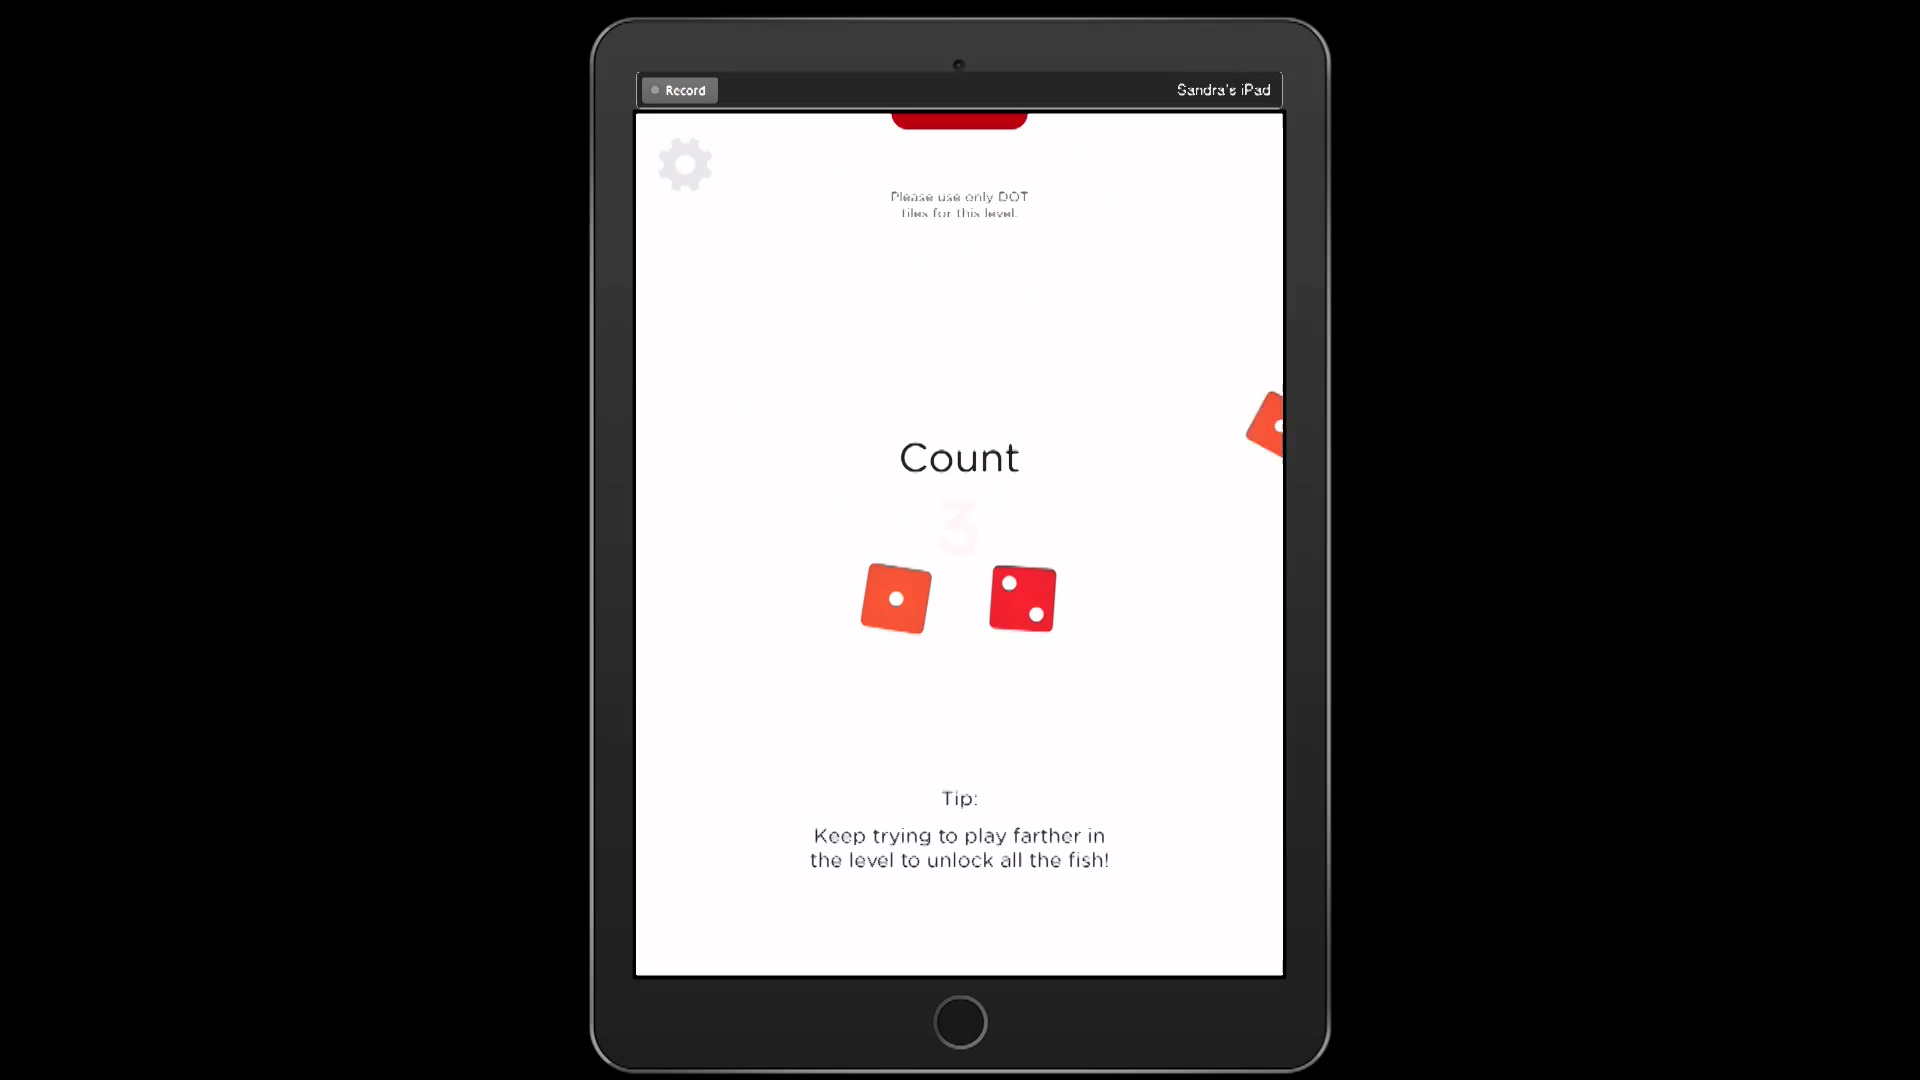 Record
Sandra's iPad
Please use only DOT
tiles for this level.
Count
3
Tip:
Keep trying to play farther in
the level to unlock all the fish!